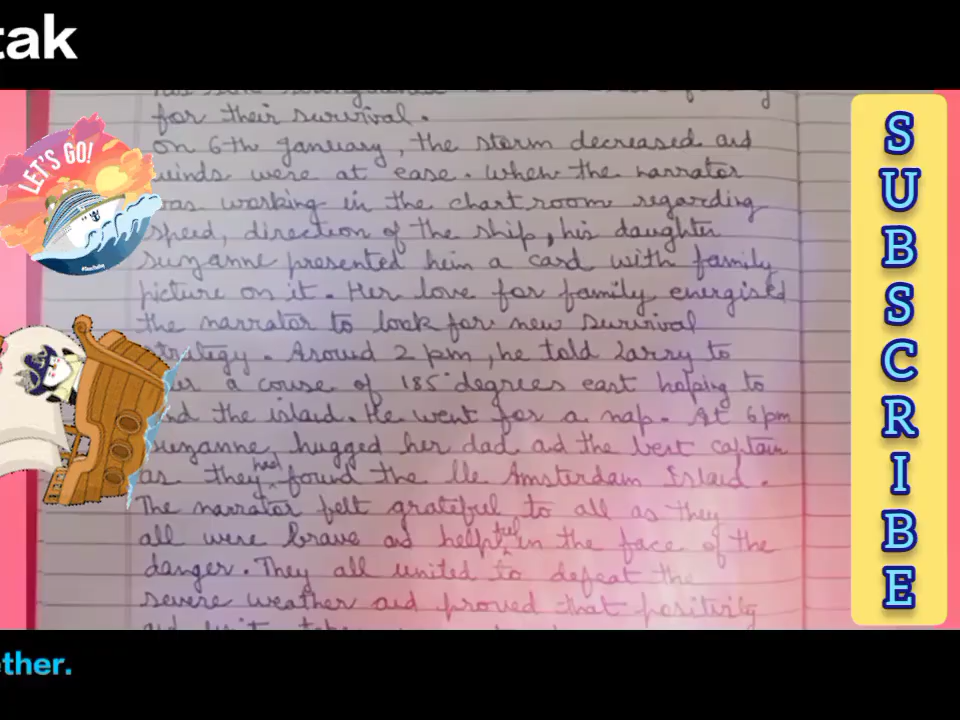 tak
for their survival.
On 6th January, the storm decreased and
winds were at ease. When the narrator
was working in the chart room regarding
speed, direction of the ship, his daughter
Suzanne presented him a card with family
picture on it. Her love for family energised
the narrator to look for new survival
strategy. Around 2 pm, he told Larry to
a couse of 185° degrees east helping to
find the island. He went for a nap. At 6pm
Suzanne hugged her dad and the best captain
as they had found the Ile Amsterdam Island.
The narrator felt grateful to all as they
all were brave and helpful in the face of the
danger. They all united to defeat the
severe weather and proved that positivity
LET'S GO!
SUBSCRIBE
ther.